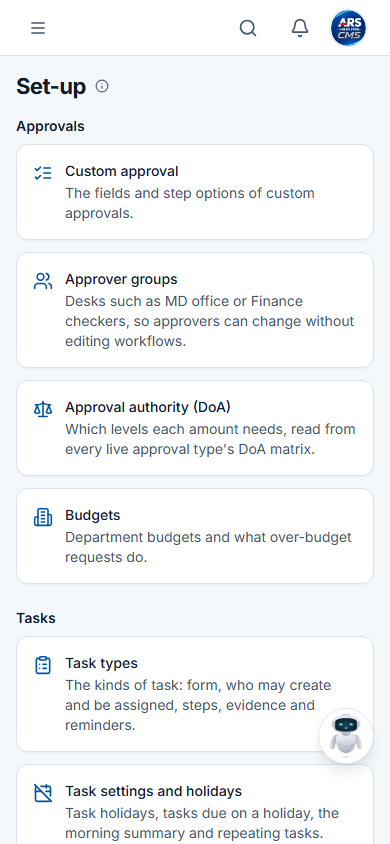 ARS
CMS
Set-up
Approvals
Custom approval
The fields and step options of custom
approvals.
Approver groups
Desks such as MD office or Finance
checkers, so approvers can change without
editing workflows.
Approval authority (DoA)
Which levels each amount needs, read from
every live approval type's DoA matrix.
Budgets
Department budgets and what over-budget
requests do.
Tasks
Task types
The kinds of task: form, who may create
and be assigned, steps, evidence and
reminders.
Task settings and holidays
Task holidays, tasks due on a holiday, the
morning summary and repeating tasks.